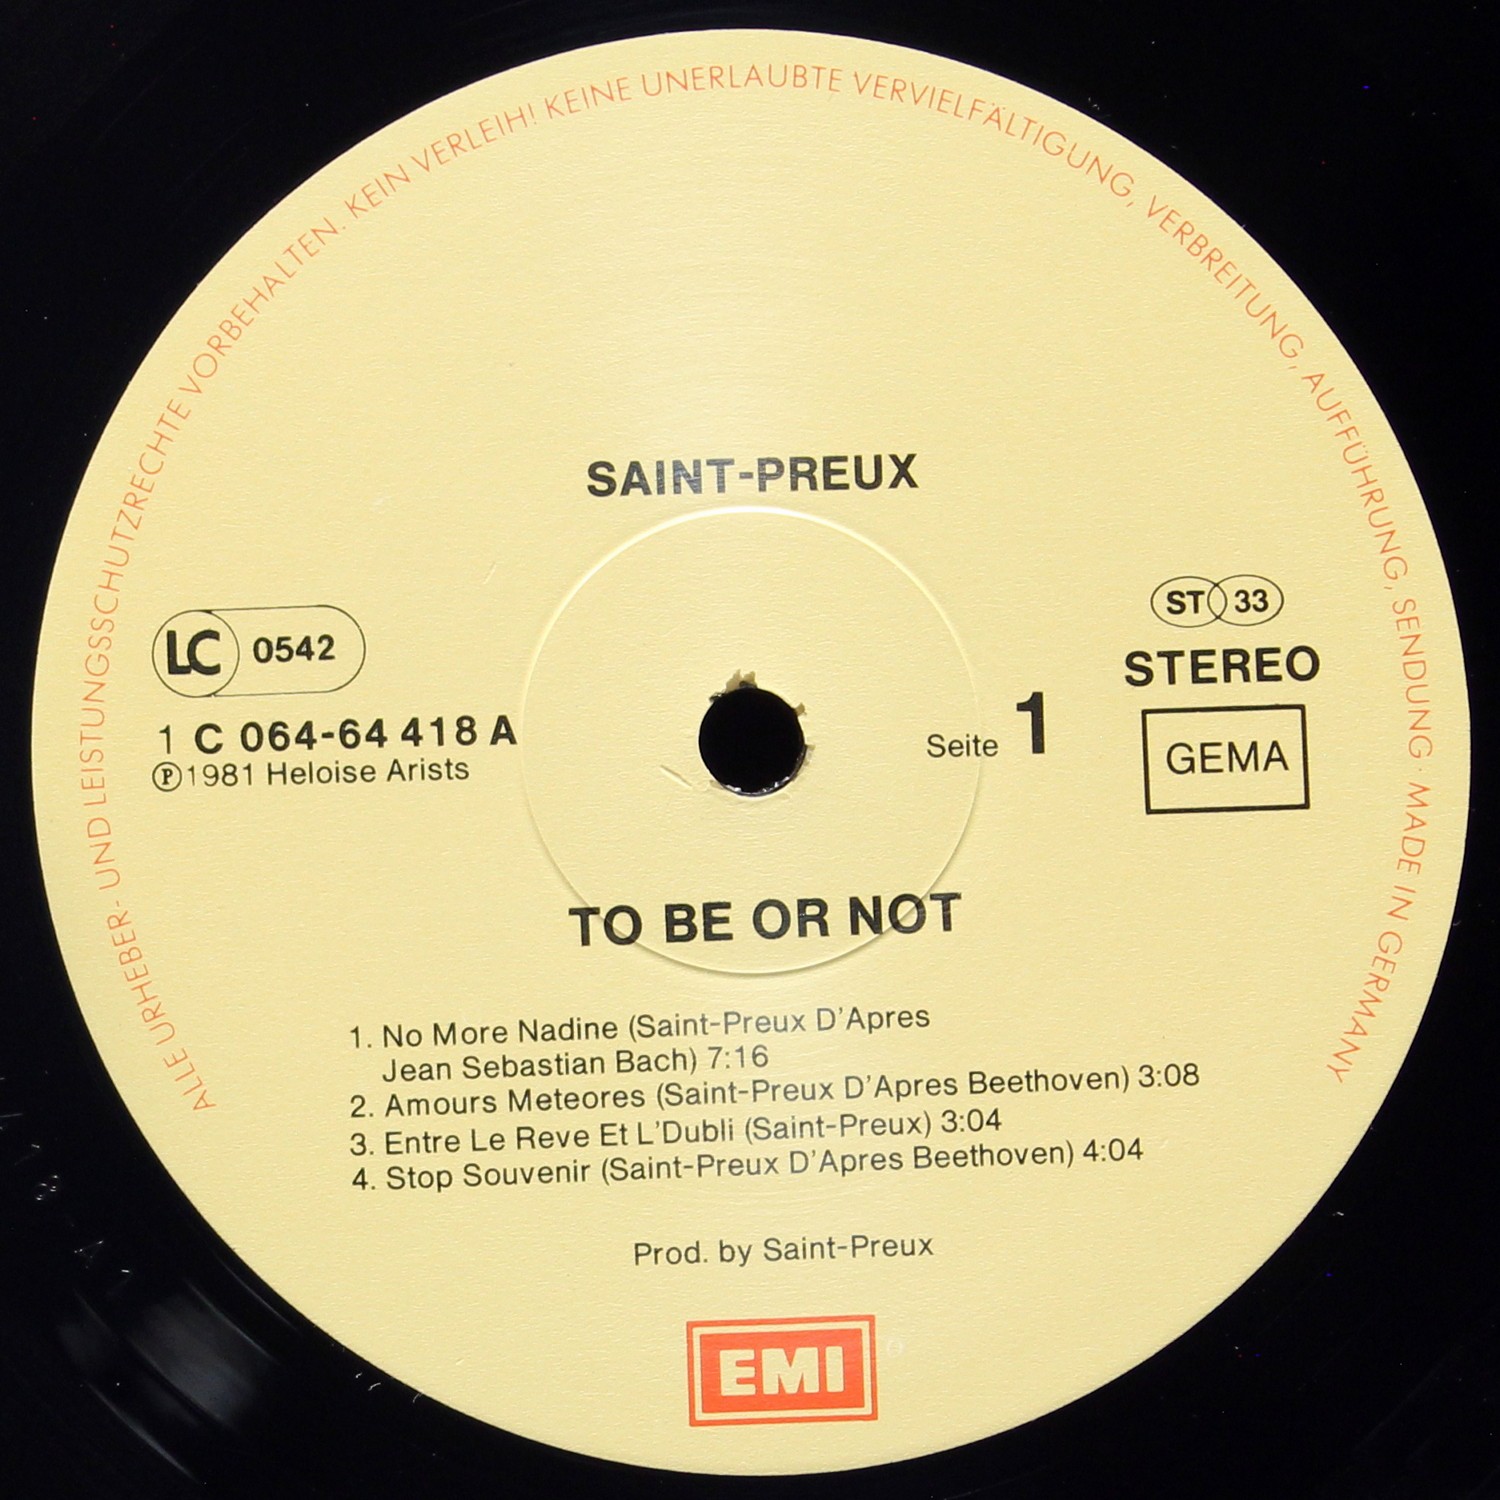 ALLE URHEBER- UND LEISTUNGSSCHUTZRECHTE VORBEHALTEN. KEIN VERLEIH! KEINE UNERLAUBTE VERVIELFÄLTIGUNG, VERBREITUNG, AUFFÜHRUNG, SENDUNG · MADE IN GERMANY
SAINT-PREUX
LC 0542
1 C 064-64 418 A
Ⓟ1981 Heloise Arists
ST 33
STEREO
GEMA
Seite 1
TO BE OR NOT
1. No More Nadine (Saint-Preux D'Apres
Jean Sebastian Bach) 7:16
2. Amours Meteores (Saint-Preux D'Apres Beethoven) 3:08
3. Entre Le Reve Et L'Dubli (Saint-Preux) 3:04
4. Stop Souvenir (Saint-Preux D'Apres Beethoven) 4:04
Prod. by Saint-Preux
EMI